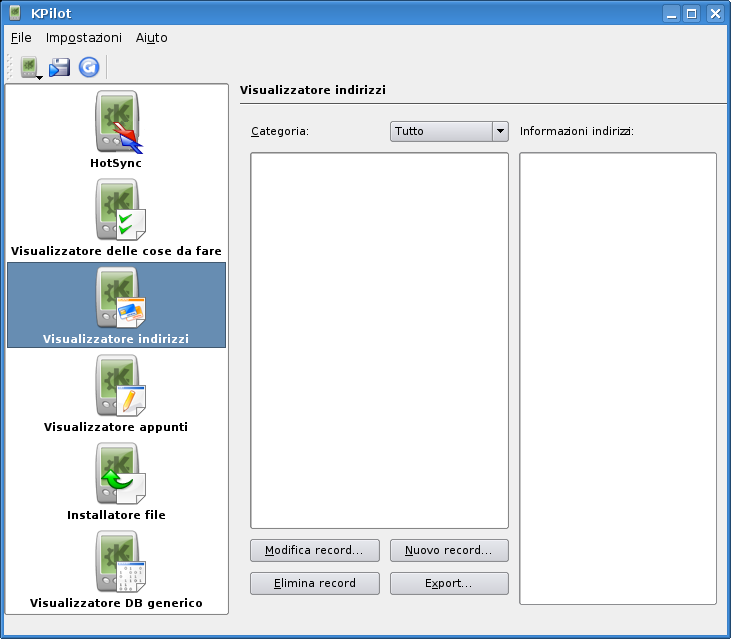 KPilot
File Impostazioni Aiuto
HotSync
Visualizzatore delle cose da fare
Visualizzatore indirizzi
Visualizzatore appunti
Installatore file
Visualizzatore DB generico
Visualizzatore indirizzi
Categoria: Tutto Informazioni indirizzi:
Modifica record... Nuovo record...
Elimina record Export...